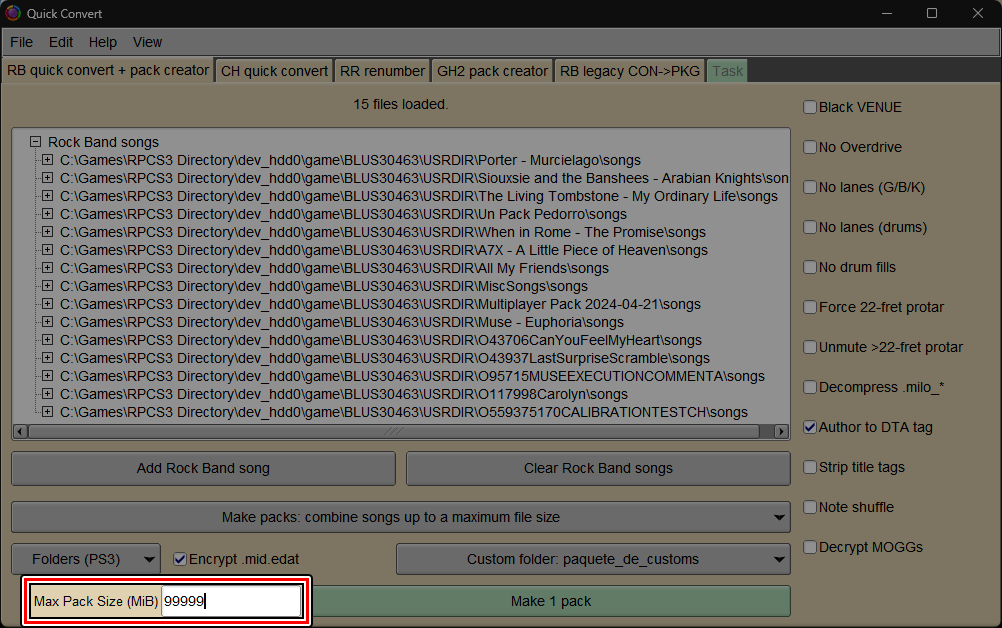 Quick Convert
File Edit Help View
RB quick convert + pack creator CH quick convert RR renumber GH2 pack creator RB legacy CON->PKG Task
15 files loaded.
Rock Band songs
C:\Games\RPCS3 Directory\dev_hdd0\game\BLUS30463\USRDIR\Porter - Murcielago\songs
C:\Games\RPCS3 Directory\dev_hdd0\game\BLUS30463\USRDIR\Siouxsie and the Banshees - Arabian Knights\son
C:\Games\RPCS3 Directory\dev_hdd0\game\BLUS30463\USRDIR\The Living Tombstone - My Ordinary Life\songs
C:\Games\RPCS3 Directory\dev_hdd0\game\BLUS30463\USRDIR\Un Pack Pedorro\songs
C:\Games\RPCS3 Directory\dev_hdd0\game\BLUS30463\USRDIR\When in Rome - The Promise\songs
C:\Games\RPCS3 Directory\dev_hdd0\game\BLUS30463\USRDIR\A7X - A Little Piece of Heaven\songs
C:\Games\RPCS3 Directory\dev_hdd0\game\BLUS30463\USRDIR\All My Friends\songs
C:\Games\RPCS3 Directory\dev_hdd0\game\BLUS30463\USRDIR\MiscSongs\songs
C:\Games\RPCS3 Directory\dev_hdd0\game\BLUS30463\USRDIR\Multiplayer Pack 2024-04-21\songs
C:\Games\RPCS3 Directory\dev_hdd0\game\BLUS30463\USRDIR\Muse - Euphoria\songs
C:\Games\RPCS3 Directory\dev_hdd0\game\BLUS30463\USRDIR\O43706CanYouFeelMyHeart\songs
C:\Games\RPCS3 Directory\dev_hdd0\game\BLUS30463\USRDIR\O43937LastSurpriseScramble\songs
C:\Games\RPCS3 Directory\dev_hdd0\game\BLUS30463\USRDIR\O95715MUSEEXECUTIONCOMMENTA\songs
C:\Games\RPCS3 Directory\dev_hdd0\game\BLUS30463\USRDIR\O117998Carolyn\songs
C:\Games\RPCS3 Directory\dev_hdd0\game\BLUS30463\USRDIR\O559375170CALIBRATIONTESTCH\songs
Add Rock Band song Clear Rock Band songs
Make packs: combine songs up to a maximum file size
Folders (PS3) Encrypt .mid.edat Custom folder: paquete_de_customs
Max Pack Size (MiB) 99999 Make 1 pack
Black VENUE
No Overdrive
No lanes (G/B/K)
No lanes (drums)
No drum fills
Force 22-fret protar
Unmute >22-fret protar
Decompress .milo_*
Author to DTA tag
Strip title tags
Note shuffle
Decrypt MOGGs